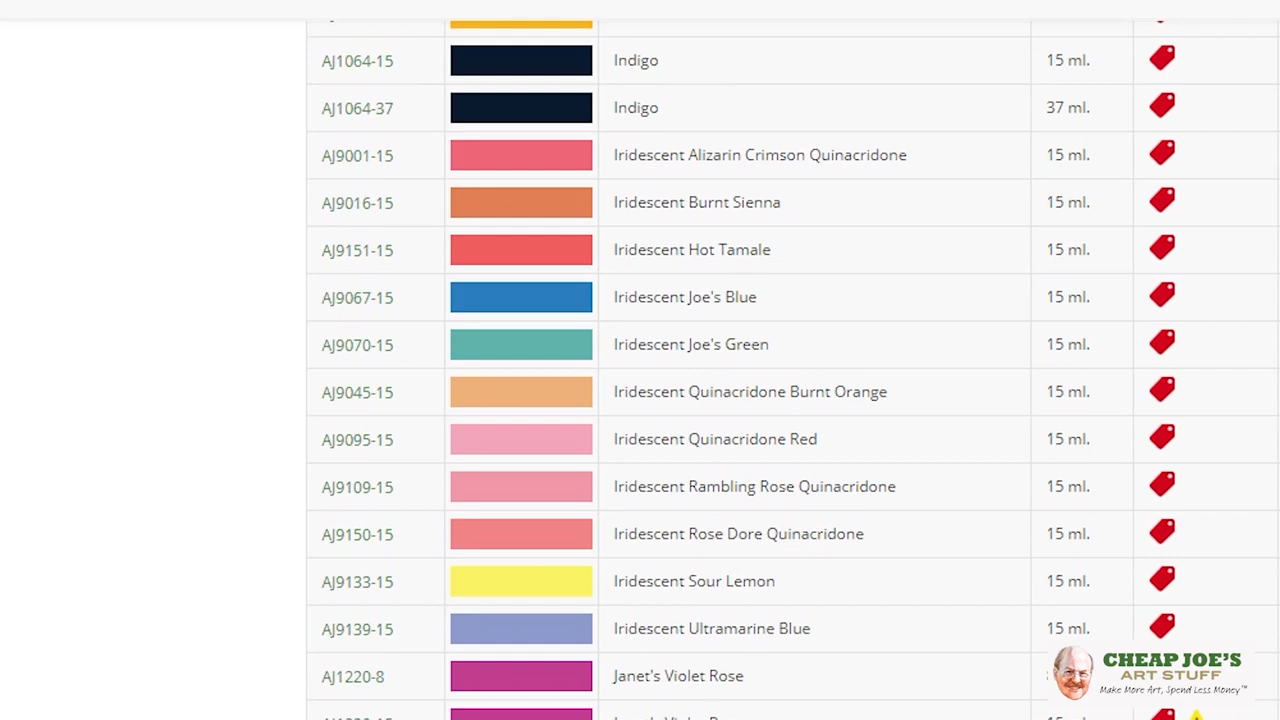 AJ1064-15 Indigo 15 ml.
AJ1064-37 Indigo 37 ml.
AJ9001-15 Iridescent Alizarin Crimson Quinacridone 15 ml.
AJ9016-15 Iridescent Burnt Sienna 15 ml.
AJ9151-15 Iridescent Hot Tamale 15 ml.
AJ9067-15 Iridescent Joe's Blue 15 ml.
AJ9070-15 Iridescent Joe's Green 15 ml.
AJ9045-15 Iridescent Quinacridone Burnt Orange 15 ml.
AJ9095-15 Iridescent Quinacridone Red 15 ml.
AJ9109-15 Iridescent Rambling Rose Quinacridone 15 ml.
AJ9150-15 Iridescent Rose Dore Quinacridone 15 ml.
AJ9133-15 Iridescent Sour Lemon 15 ml.
AJ9139-15 Iridescent Ultramarine Blue 15 ml.
AJ1220-8 Janet's Violet Rose
CHEAP JOE'S
ART STUFF
Make More Art, Spend Less Money™